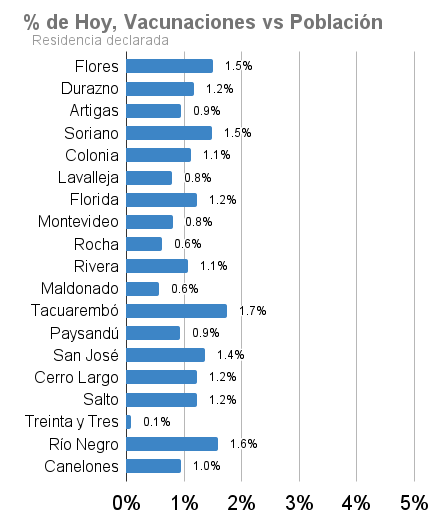 % de Hoy, Vacunaciones vs Población
Residencia declarada
Flores 1.5%
Durazno 1.2%
Artigas 0.9%
Soriano 1.5%
Colonia 1.1%
Lavalleja 0.8%
Florida 1.2%
Montevideo 0.8%
Rocha 0.6%
Rivera 1.1%
Maldonado 0.6%
Tacuarembó 1.7%
Paysandú 0.9%
San José 1.4%
Cerro Largo 1.2%
Salto 1.2%
Treinta y Tres 0.1%
Río Negro 1.6%
Canelones 1.0%
0% 1% 2% 3% 4% 5%